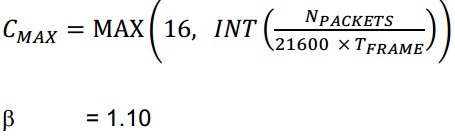 C_MAX = MAX(16, INT(N_PACKETS / (21600 × T_FRAME)))
β = 1.10